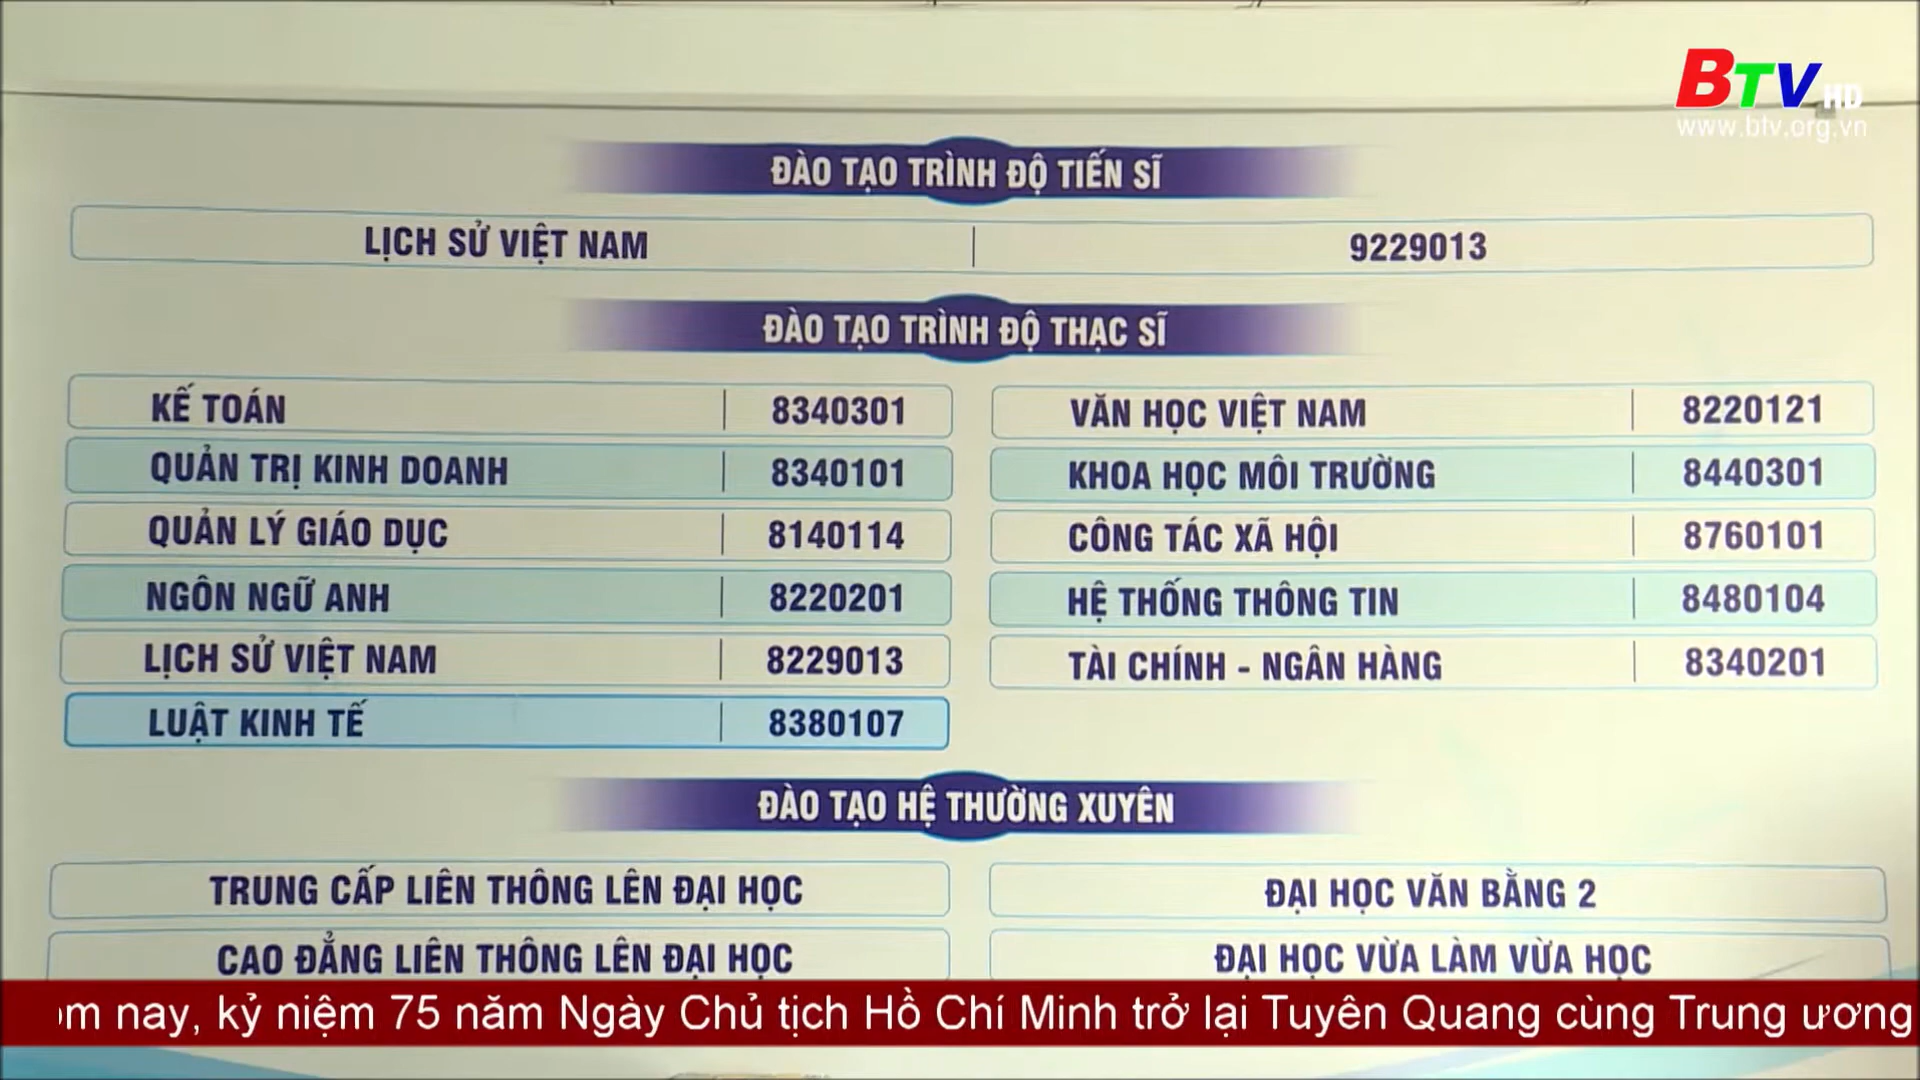 BTV HD
www.btv.org.vn
ĐÀO TẠO TRÌNH ĐỘ TIẾN SĨ
LỊCH SỬ VIỆT NAM 9229013
ĐÀO TẠO TRÌNH ĐỘ THẠC SĨ
KẾ TOÁN 8340301
QUẢN TRỊ KINH DOANH 8340101
QUẢN LÝ GIÁO DỤC 8140114
NGÔN NGỮ ANH 8220201
LỊCH SỬ VIỆT NAM 8229013
LUẬT KINH TẾ 8380107
VĂN HỌC VIỆT NAM 8220121
KHOA HỌC MÔI TRƯỜNG 8440301
CÔNG TÁC XÃ HỘI 8760101
HỆ THỐNG THÔNG TIN 8480104
TÀI CHÍNH - NGÂN HÀNG 8340201
ĐÀO TẠO HỆ THƯỜNG XUYÊN
TRUNG CẤP LIÊN THÔNG LÊN ĐẠI HỌC
CAO ĐẲNG LIÊN THÔNG LÊN ĐẠI HỌC
ĐẠI HỌC VĂN BẰNG 2
ĐẠI HỌC VỪA LÀM VỪA HỌC
nay, kỷ niệm 75 năm Ngày Chủ tịch Hồ Chí Minh trở lại Tuyên Quang cùng Trung ương